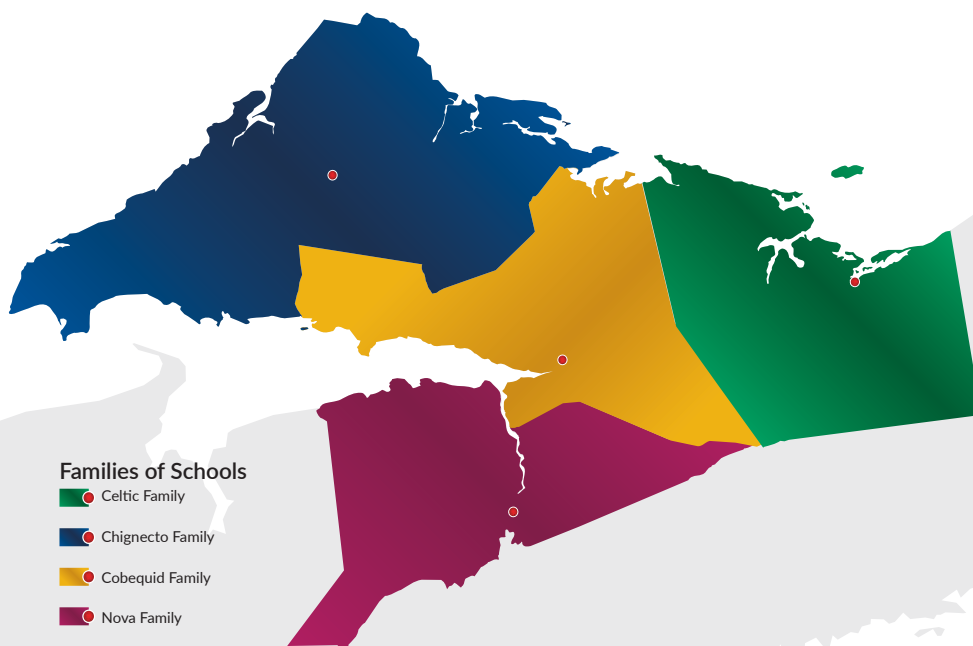 Families of Schools
Celtic Family
Chignecto Family
Cobequid Family
Nova Family